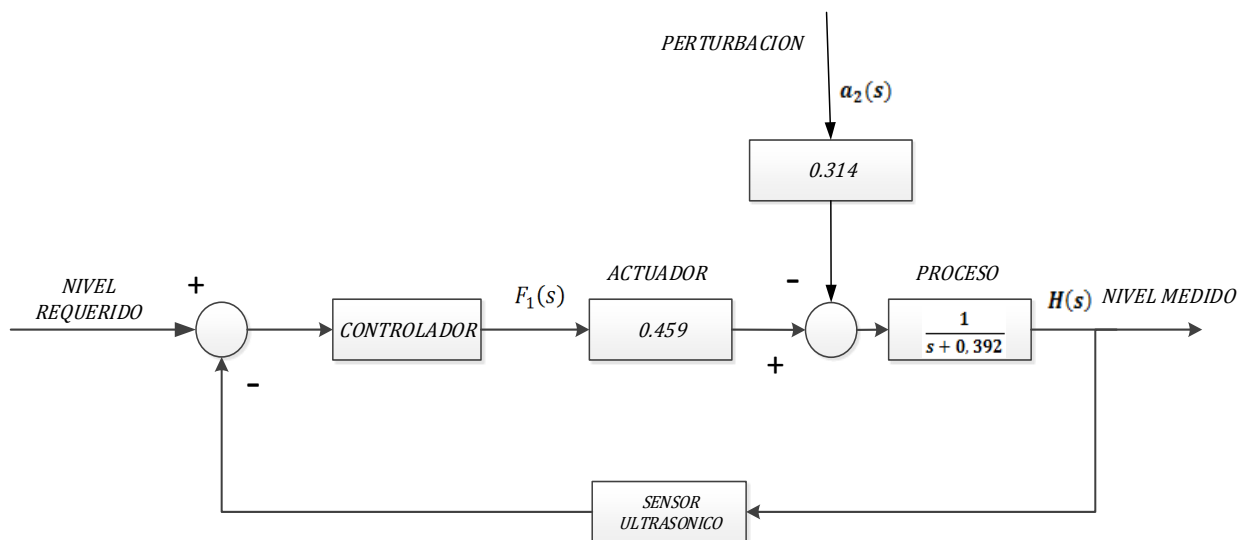 PERTURBACION
a₂(s)
0.314
NIVEL
REQUERIDO
+
-
CONTROLADOR
F₁(s)
ACTUADOR
0.459
-
+
PROCESO
1
s + 0,392
H(s)
NIVEL MEDIDO
SENSOR
ULTRASONICO